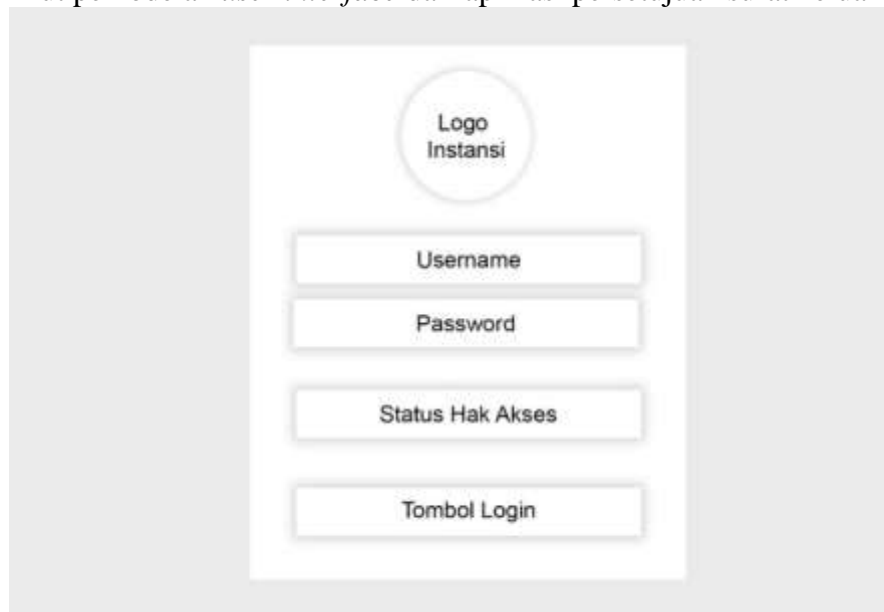 Logo
Instansi
Username
Password
Status Hak Akses
Tombol Login